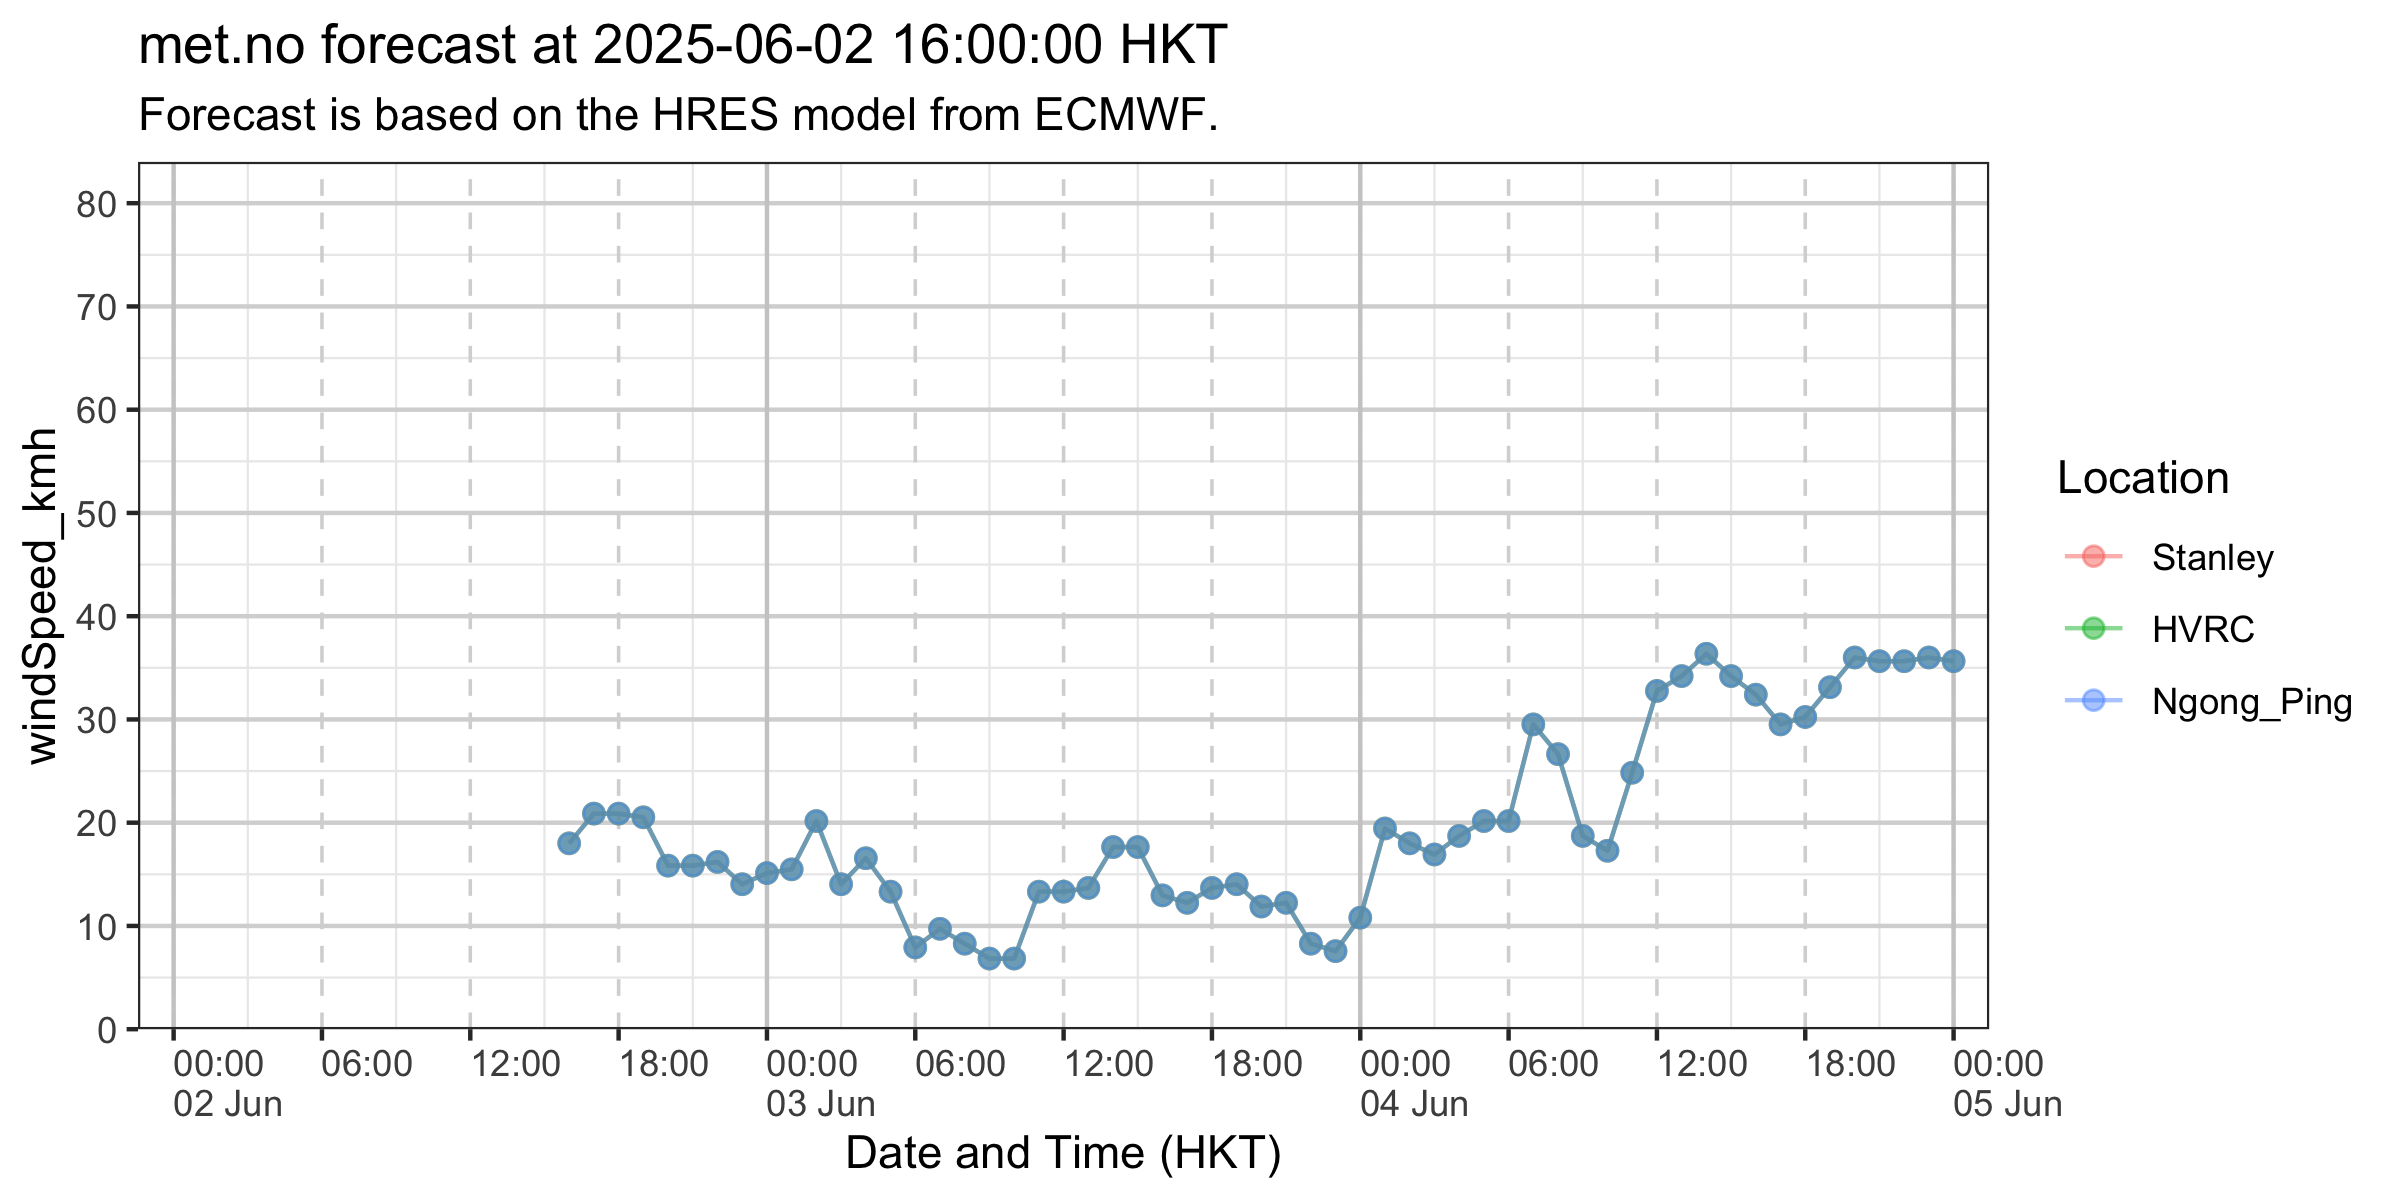 met.no forecast at 2025-06-02 16:00:00 HKT
Forecast is based on the HRES model from ECMWF.
windSpeed_kmh
80
70
60
50
40
30
20
10
0
00:00 06:00 12:00 18:00 00:00 06:00 12:00 18:00 00:00 06:00 12:00 18:00 00:00
02 Jun 03 Jun 04 Jun 05 Jun
Date and Time (HKT)
Location
Stanley
HVRC
Ngong_Ping